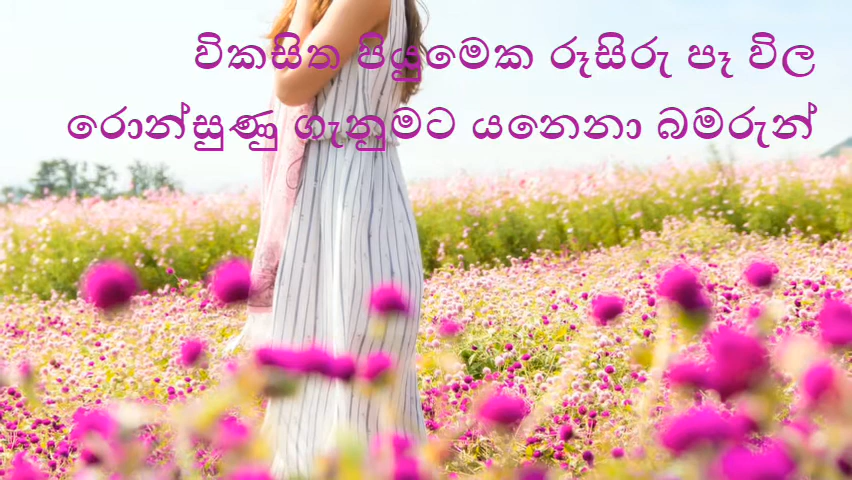 විකසිත පියුමෙක රූසිරු පෑ විල
රොන්සුණු ගැනුමට යනෙනා බමරුන්